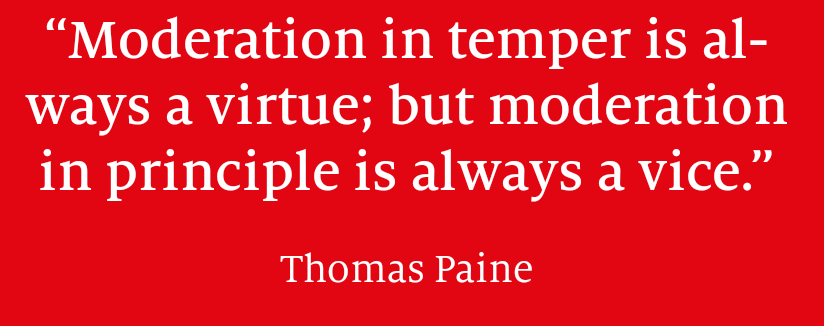 “Moderation in temper is al-
ways a virtue; but moderation
in principle is always a vice.”
Thomas Paine